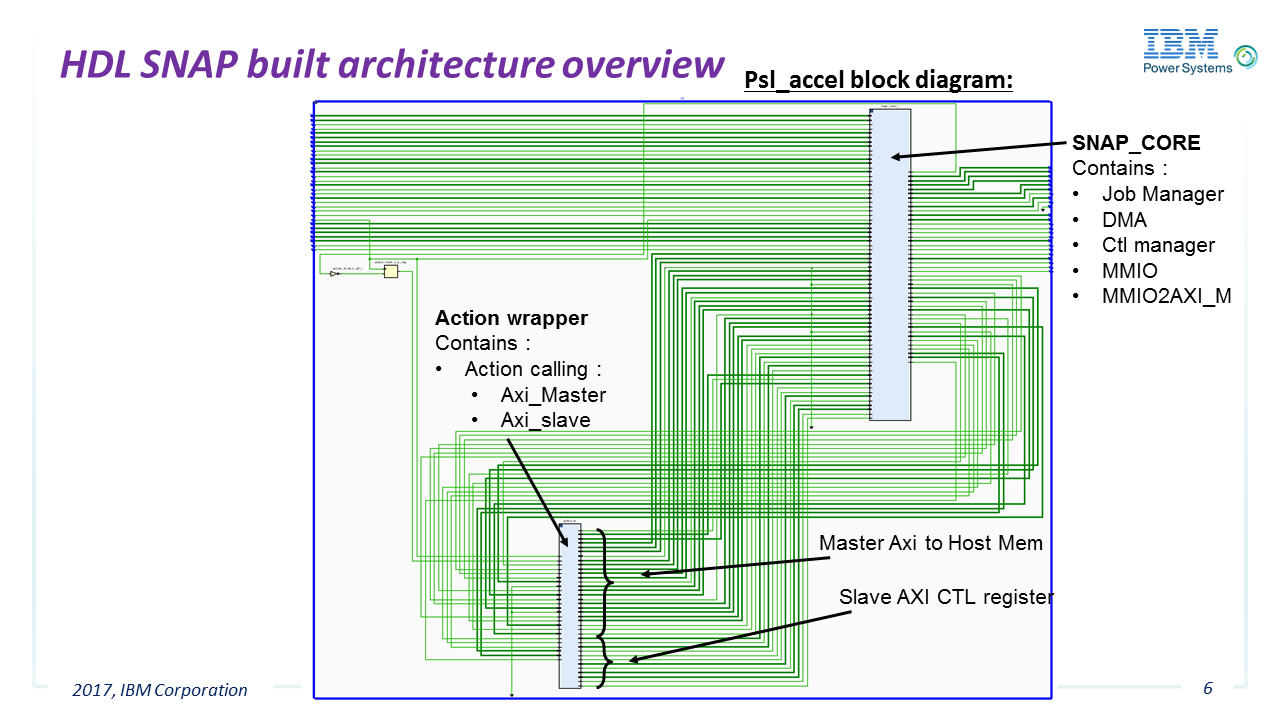 HDL SNAP built architecture overview
IBM
Power Systems
Psl_accel block diagram:
SNAP_CORE
Contains :
• Job Manager
• DMA
• Ctl manager
• MMIO
• MMIO2AXI_M
Action wrapper
Contains :
• Action calling :
• Axi_Master
• Axi_slave
Master Axi to Host Mem
Slave AXI CTL register
2017, IBM Corporation
6